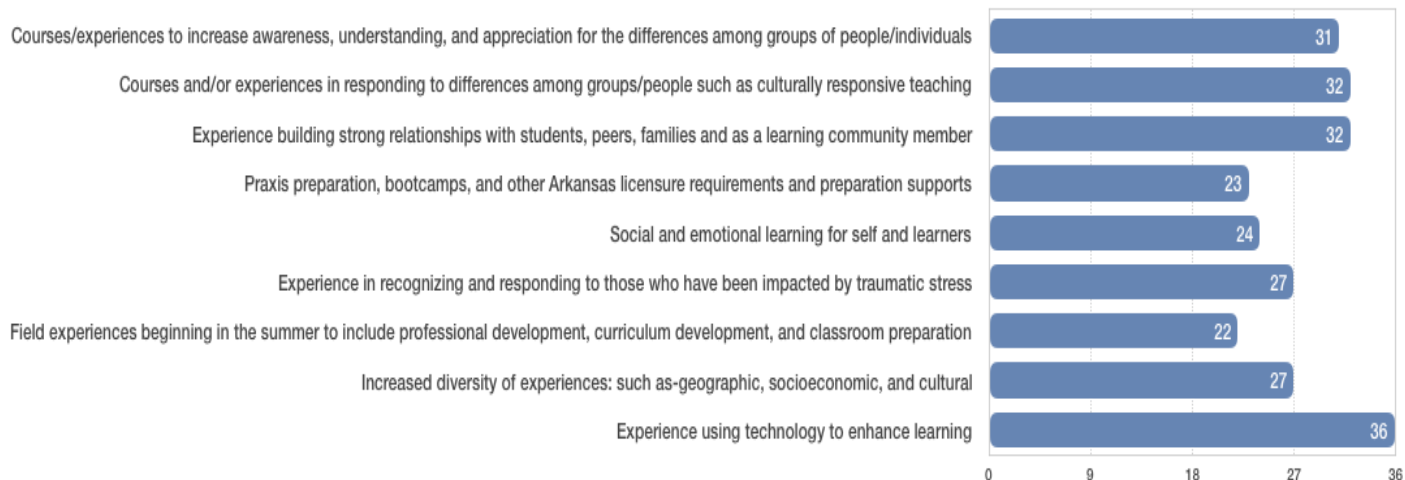 Courses/experiences to increase awareness, understanding, and appreciation for the differences among groups of people/individuals 31
Courses and/or experiences in responding to differences among groups/people such as culturally responsive teaching 32
Experience building strong relationships with students, peers, families and as a learning community member 32
Praxis preparation, bootcamps, and other Arkansas licensure requirements and preparation supports 23
Social and emotional learning for self and learners 24
Experience in recognizing and responding to those who have been impacted by traumatic stress 27
Field experiences beginning in the summer to include professional development, curriculum development, and classroom preparation 22
Increased diversity of experiences: such as-geographic, socioeconomic, and cultural 27
Experience using technology to enhance learning 36
0 9 18 27 36